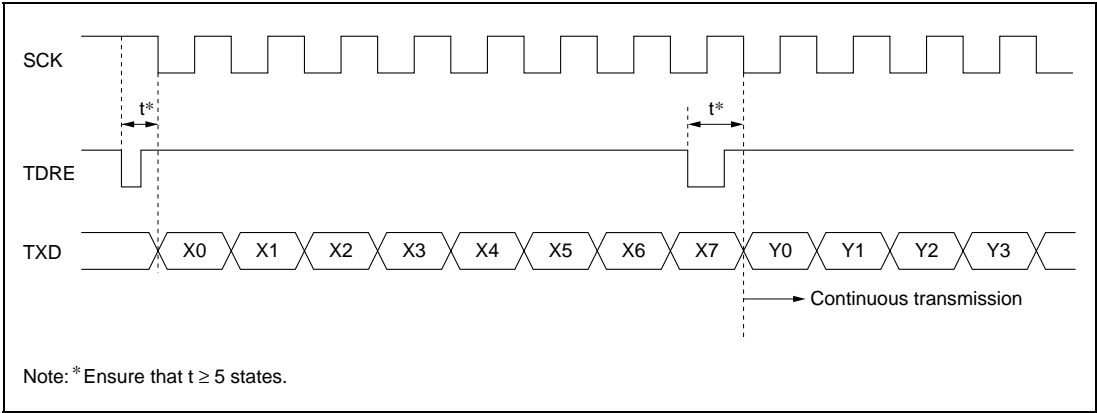 SCK
t* t*
TDRE
TXD X0 X1 X2 X3 X4 X5 X6 X7 Y0 Y1 Y2 Y3
Continuous transmission
Note: * Ensure that t ≥ 5 states.